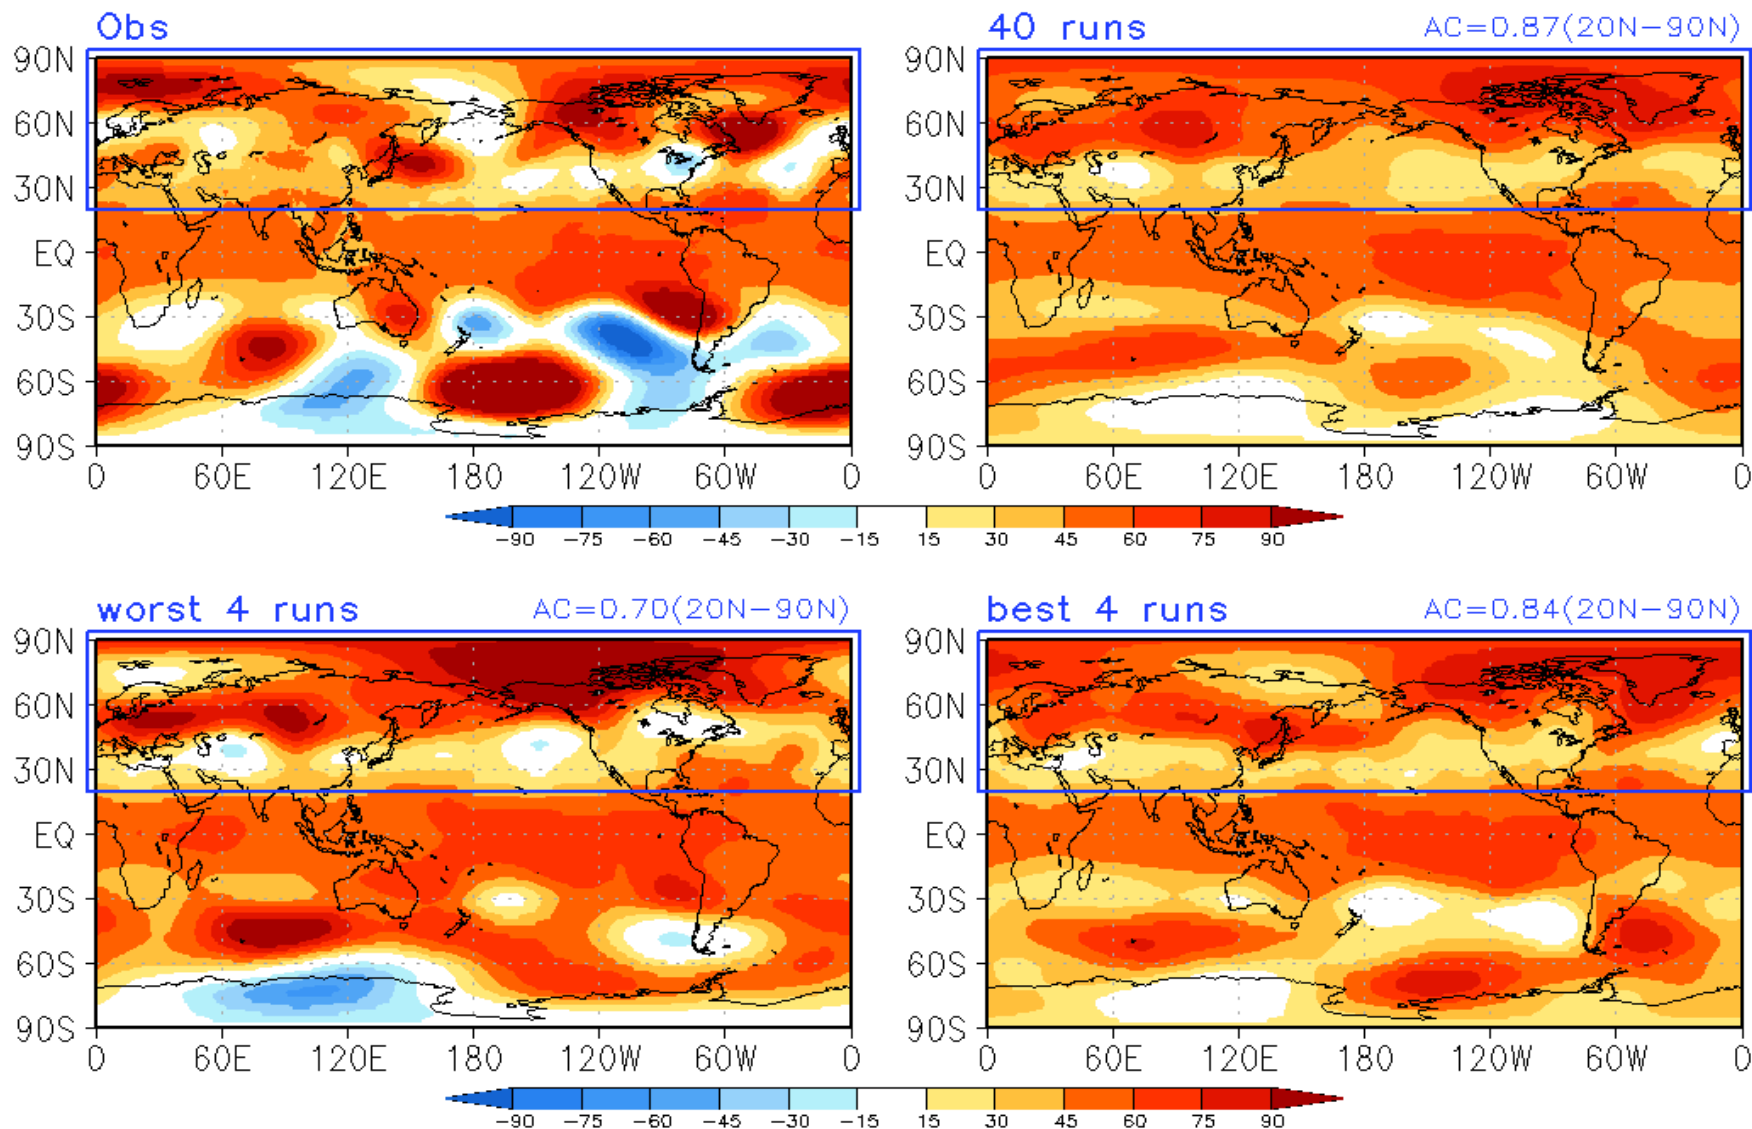 Obs
40 runs AC=0.87(20N−90N)
90N 90N
60N 60N
30N 30N
EQ EQ
30S 30S
60S 60S
90S 90S
0 60E 120E 180 120W 60W 0 0 60E 120E 180 120W 60W 0
−90 −75 −60 −45 −30 −15 15 30 45 60 75 90
worst 4 runs AC=0.70(20N−90N)
best 4 runs AC=0.84(20N−90N)
90N 90N
60N 60N
30N 30N
EQ EQ
30S 30S
60S 60S
90S 90S
0 60E 120E 180 120W 60W 0 0 60E 120E 180 120W 60W 0
−90 −75 −60 −45 −30 −15 15 30 45 60 75 90